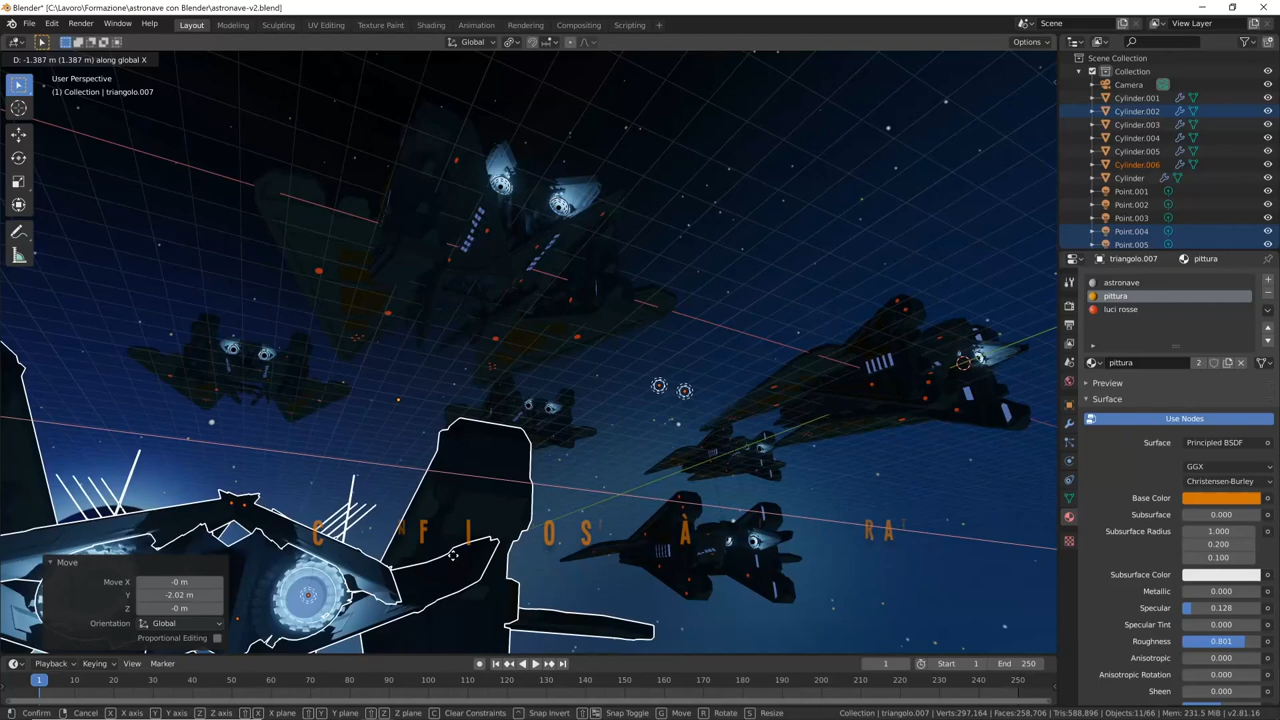 Blender* [C:\Lavoro\Formazione\astronave con Blender\astronave-v2.blend]
File Edit Render Window Help Layout Modeling Sculpting UV Editing Texture Paint Shading Animation Rendering Compositing Scripting Scene View Layer
Global Options
D: -1.387 m (1.387 m) along global X
User Perspective
(1) Collection | triangolo.007
Scene Collection
Collection
Camera
Cylinder.001
Cylinder.002
Cylinder.003
Cylinder.004
Cylinder.005
Cylinder.006
Cylinder
Point.001
Point.002
Point.003
Point.004
Point.005
triangolo.007 pittura
astronave
pittura
luci rosse
pittura 2
Preview
Surface
Use Nodes
Surface Principled BSDF
GGX
Christensen-Burley
Base Color
Subsurface 0.000
Subsurface Radius 1.000
0.200
0.100
Subsurface Color
Metallic 0.000
Specular 0.128
Specular Tint 0.000
Roughness 0.801
Anisotropic 0.000
Anisotropic Rotation 0.000
Sheen 0.000
Move
Move X -0 m
Y -2.02 m
Z -0 m
Orientation Global
Proportional Editing
Playback Keying View Marker 1 Start 1 End 250
1 10 20 30 40 50 60 70 80 90 100 110 120 130 140 150 160 170 180 190 200 210 220 230 240 250
Confirm Cancel X X axis Y Y axis Z Z axis X X plane Y Y plane Z Z plane C Clear Constraints Snap Invert Snap Toggle G Move R Rotate S Resize Collection | triangolo.007 | Verts:297,164 | Faces:258,706 | Tris:588,896 | Objects:11/66 | Mem: 231.5 MiB | v2.81.16